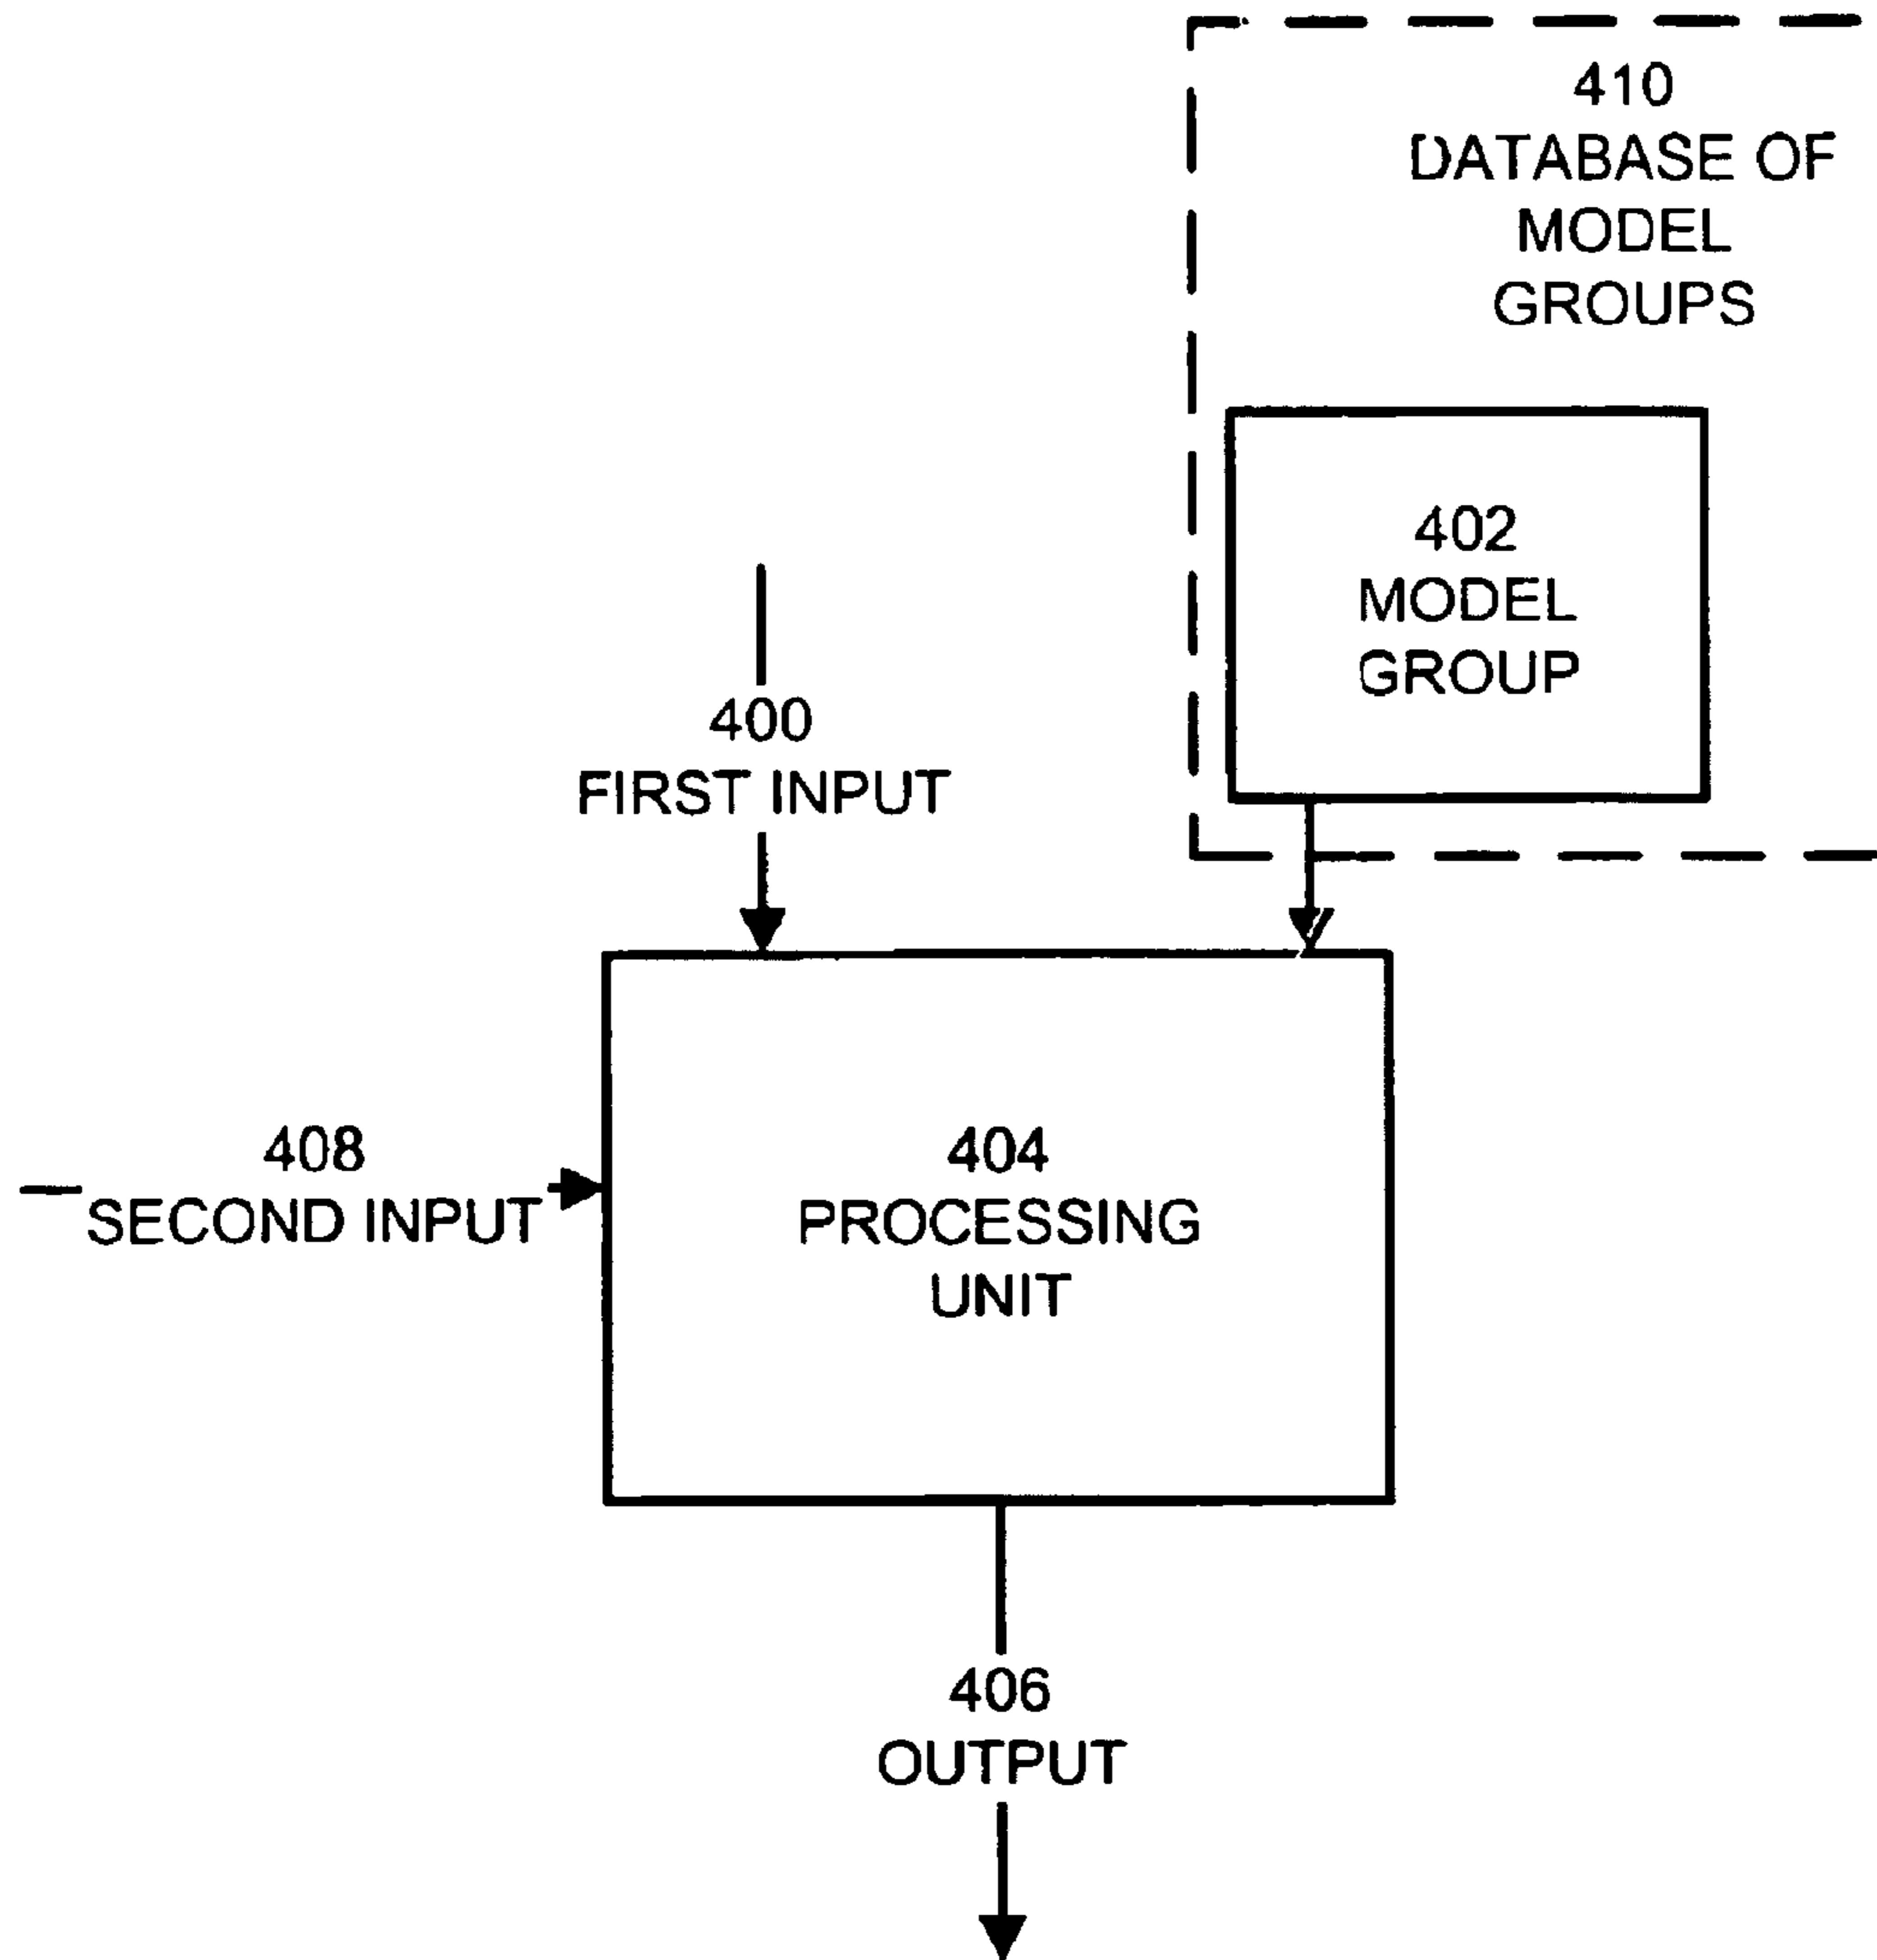 410
DATABASE OF
MODEL
GROUPS
402
MODEL
GROUP
400
FIRST INPUT
408
SECOND INPUT
404
PROCESSING
UNIT
406
OUTPUT